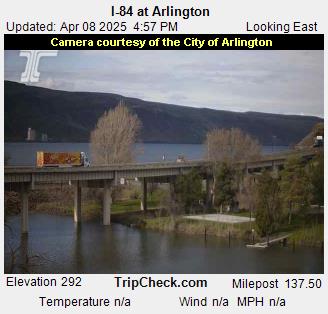 I-84 at Arlington
Updated: Apr 08 2025 4:57 PM Looking East
Camera courtesy of the City of Arlington
Elevation 292 TripCheck.com Milepost 137.50
Temperature n/a Wind n/a MPH n/a